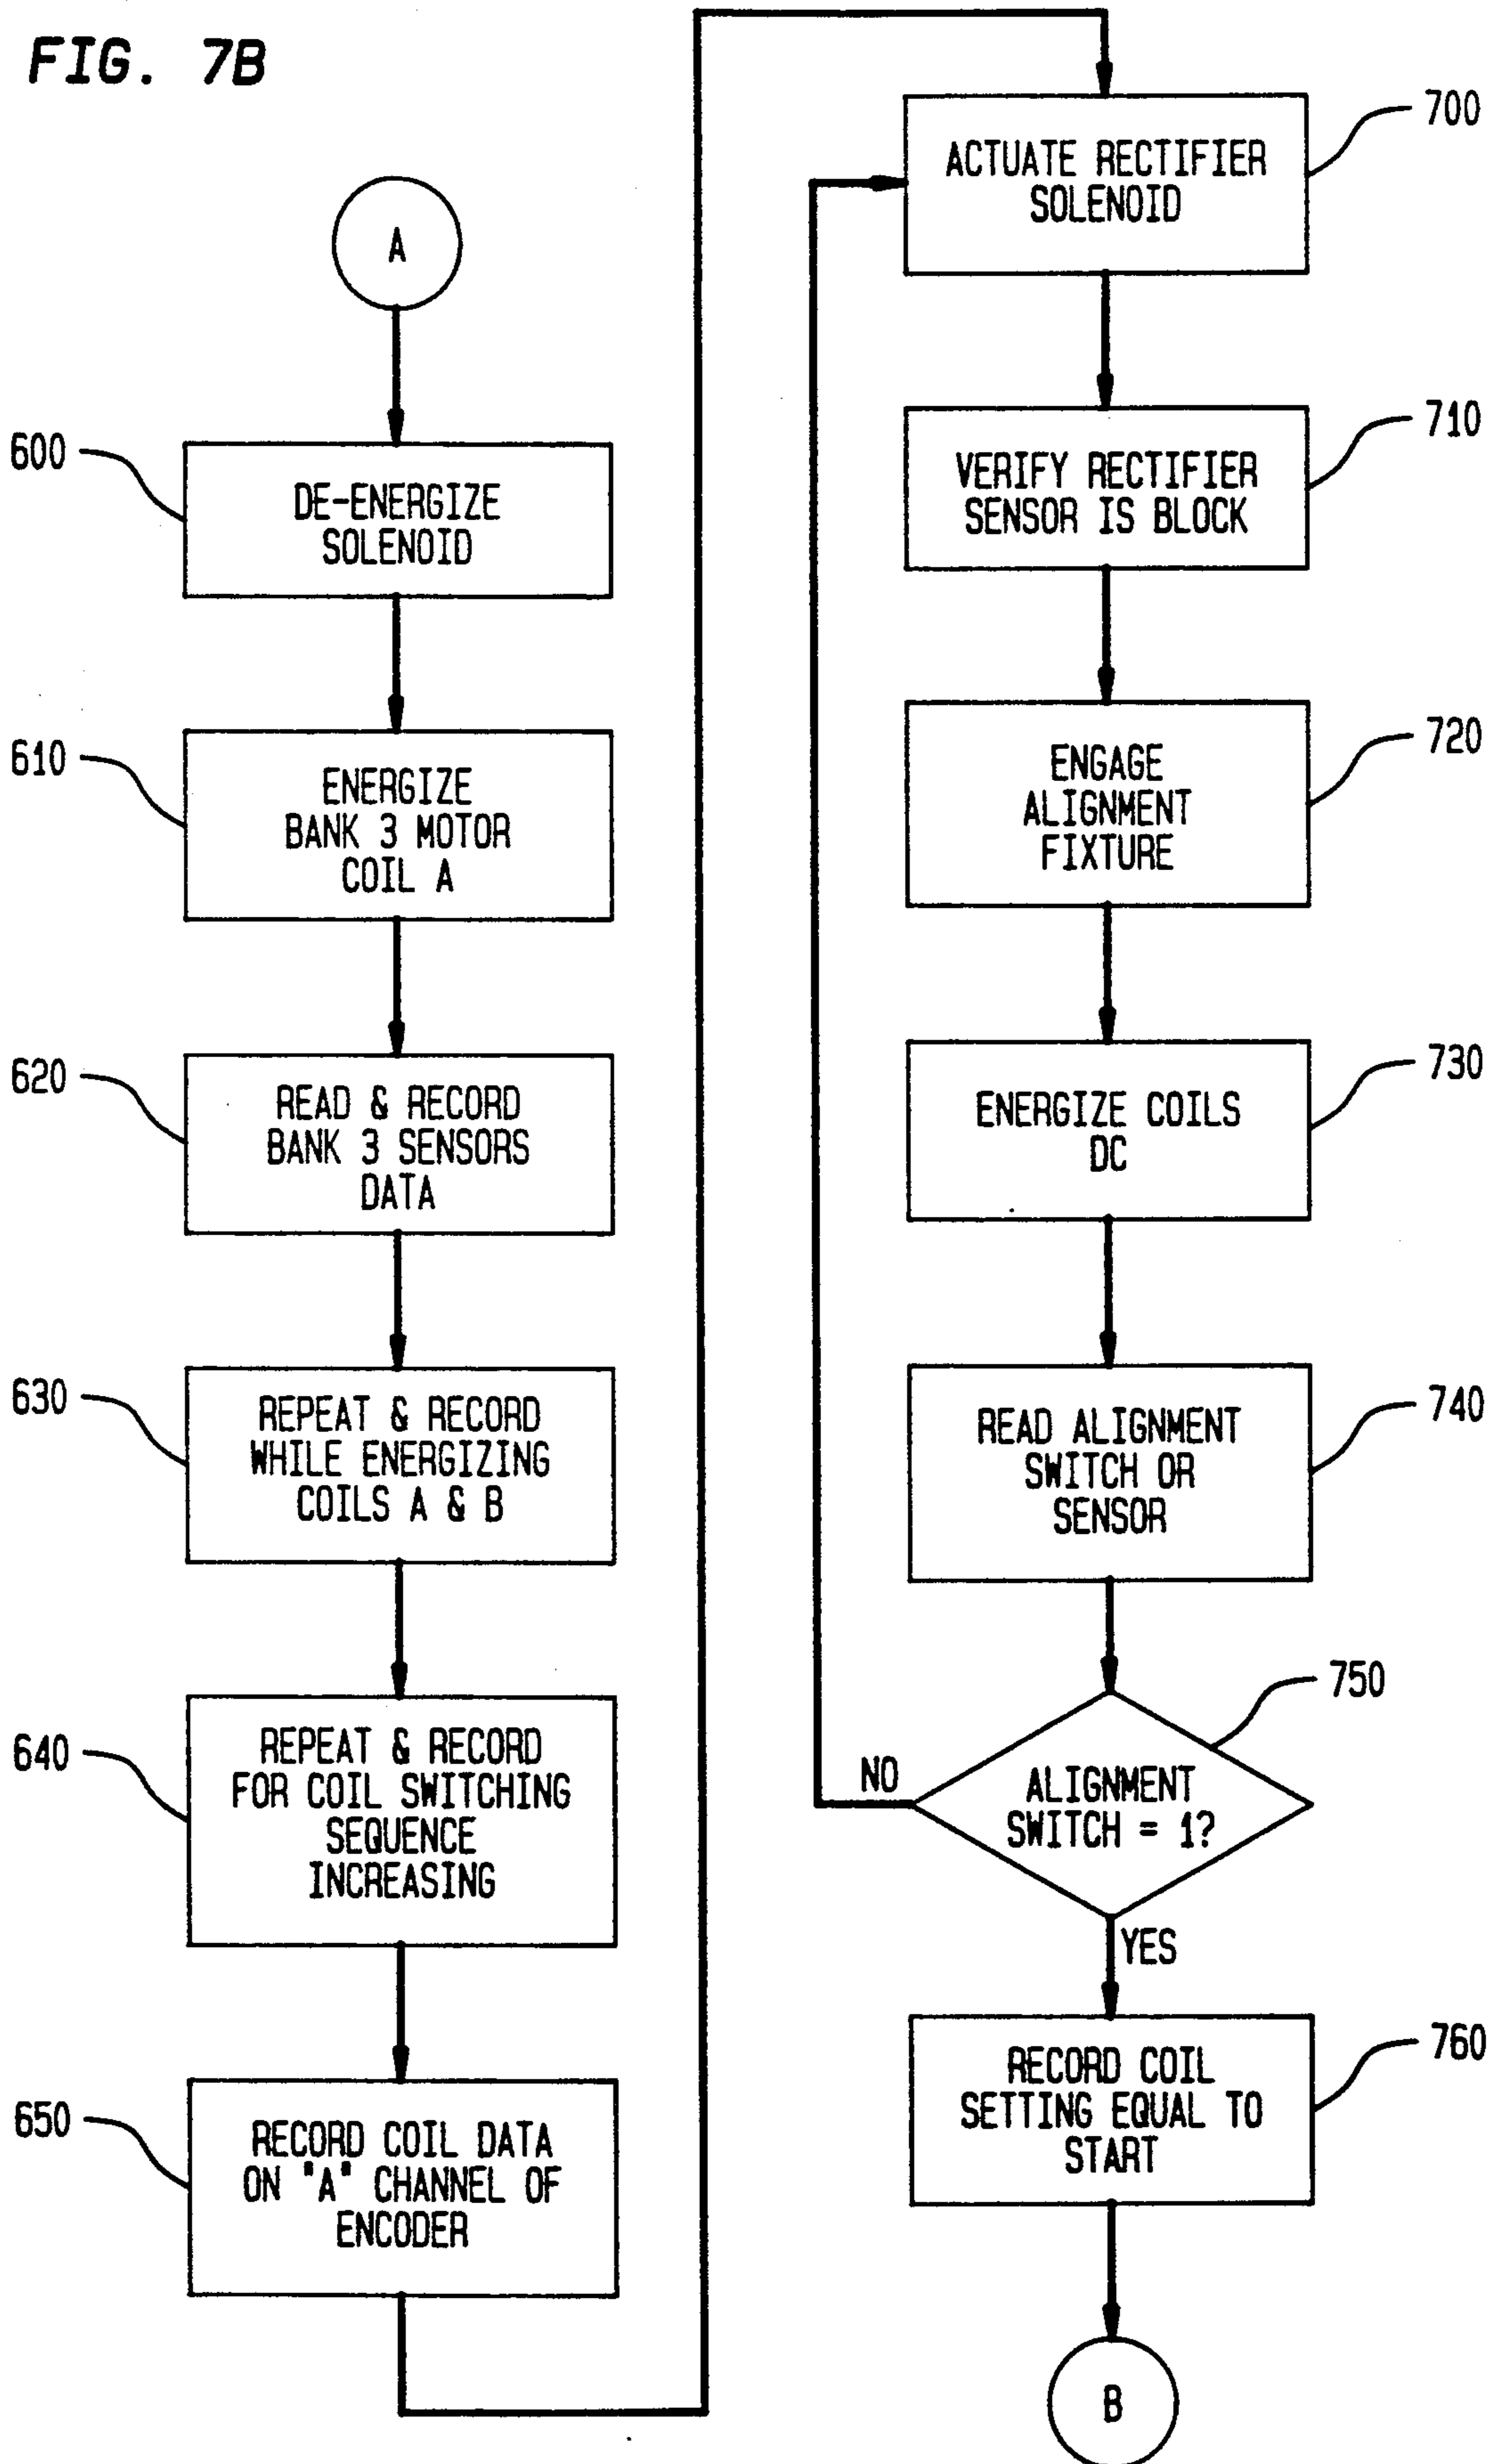 FIG. 7B
A
600
DE-ENERGIZE
SOLENOID
610
ENERGIZE
BANK 3 MOTOR
COIL A
620
READ & RECORD
BANK 3 SENSORS
DATA
630
REPEAT & RECORD
WHILE ENERGIZING
COILS A & B
640
REPEAT & RECORD
FOR COIL SWITCHING
SEQUENCE
INCREASING
650
RECORD COIL DATA
ON "A" CHANNEL OF
ENCODER
700
ACTUATE RECTIFIER
SOLENOID
710
VERIFY RECTIFIER
SENSOR IS BLOCK
720
ENGAGE
ALIGNMENT
FIXTURE
730
ENERGIZE COILS
DC
740
READ ALIGNMENT
SWITCH OR
SENSOR
750
ALIGNMENT
SWITCH = 1?
NO
YES
760
RECORD COIL
SETTING EQUAL TO
START
B